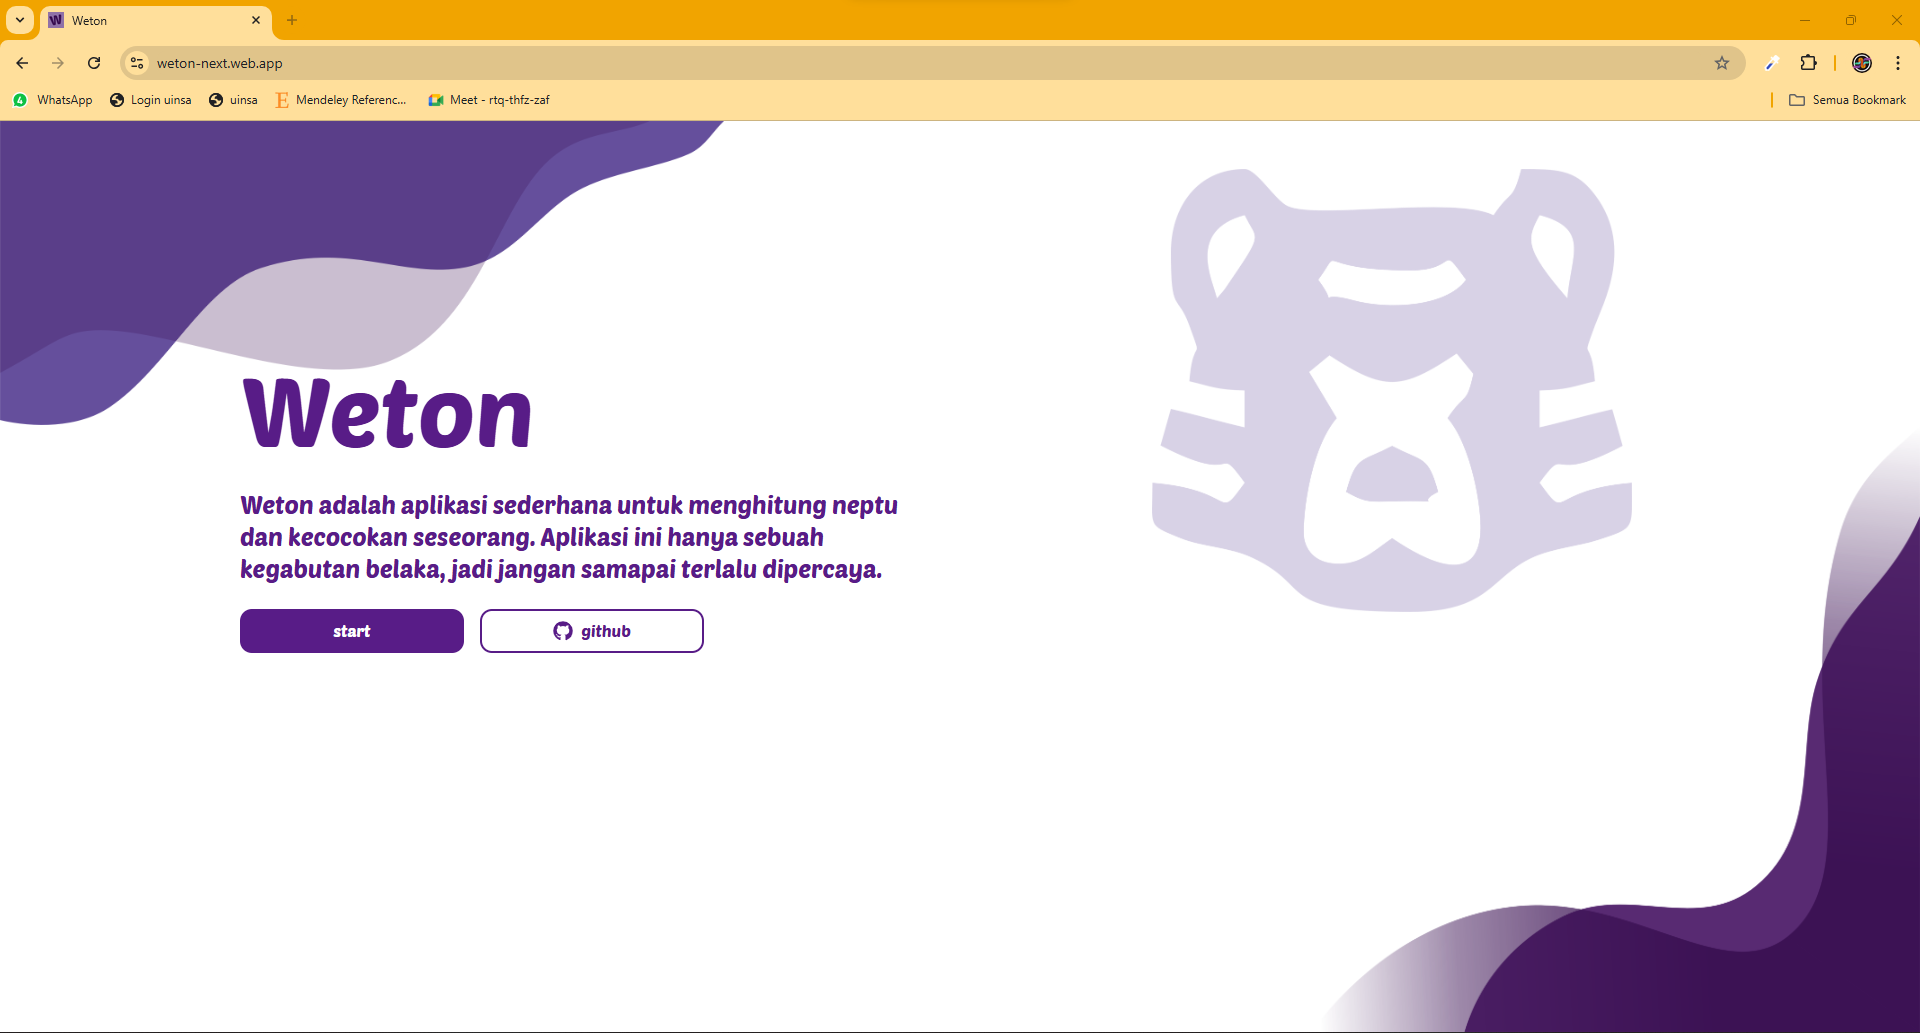 Weton
weton-next.web.app
WhatsApp
Login uinsa
uinsa
Mendeley Referenc...
Meet - rtq-thfz-zaf
Semua Bookmark
Weton
Weton adalah aplikasi sederhana untuk menghitung neptu
dan kecocokan seseorang. Aplikasi ini hanya sebuah
kegabutan belaka, jadi jangan samapai terlalu dipercaya.
start
github